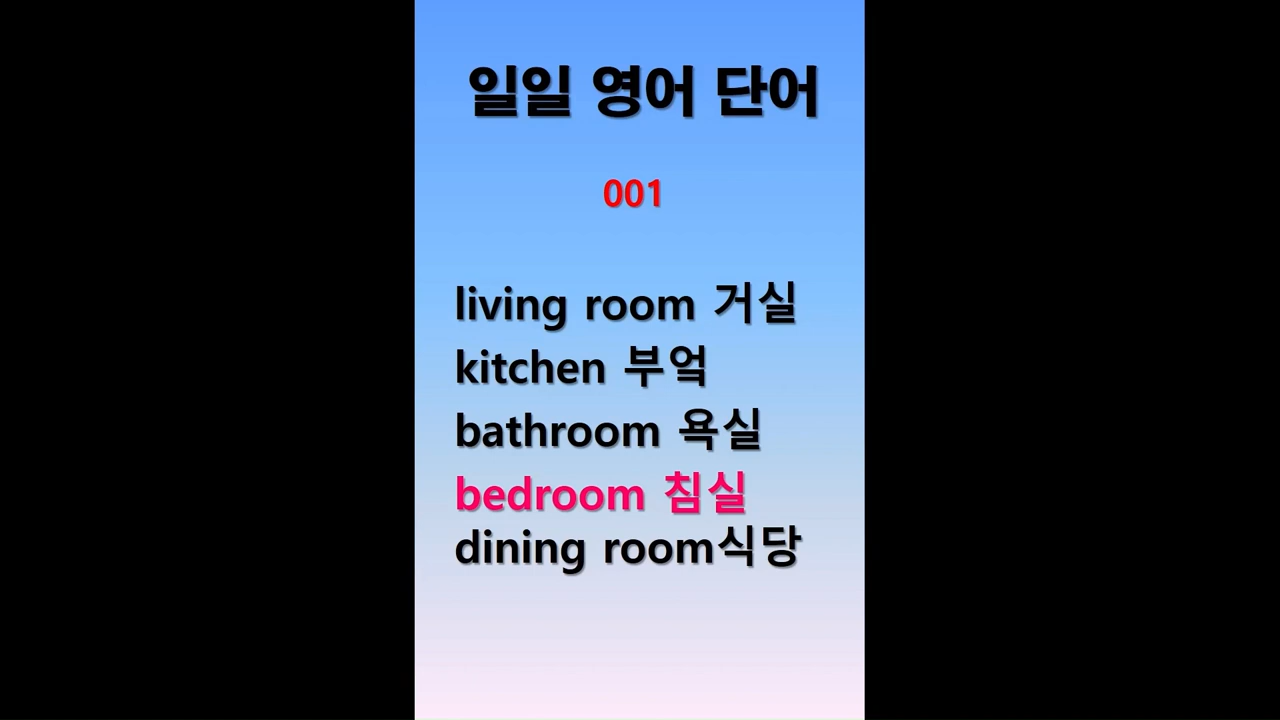 일일 영어 단어
001
living room 거실
kitchen 부엌
bathroom 욕실
bedroom 침실
dining room식당